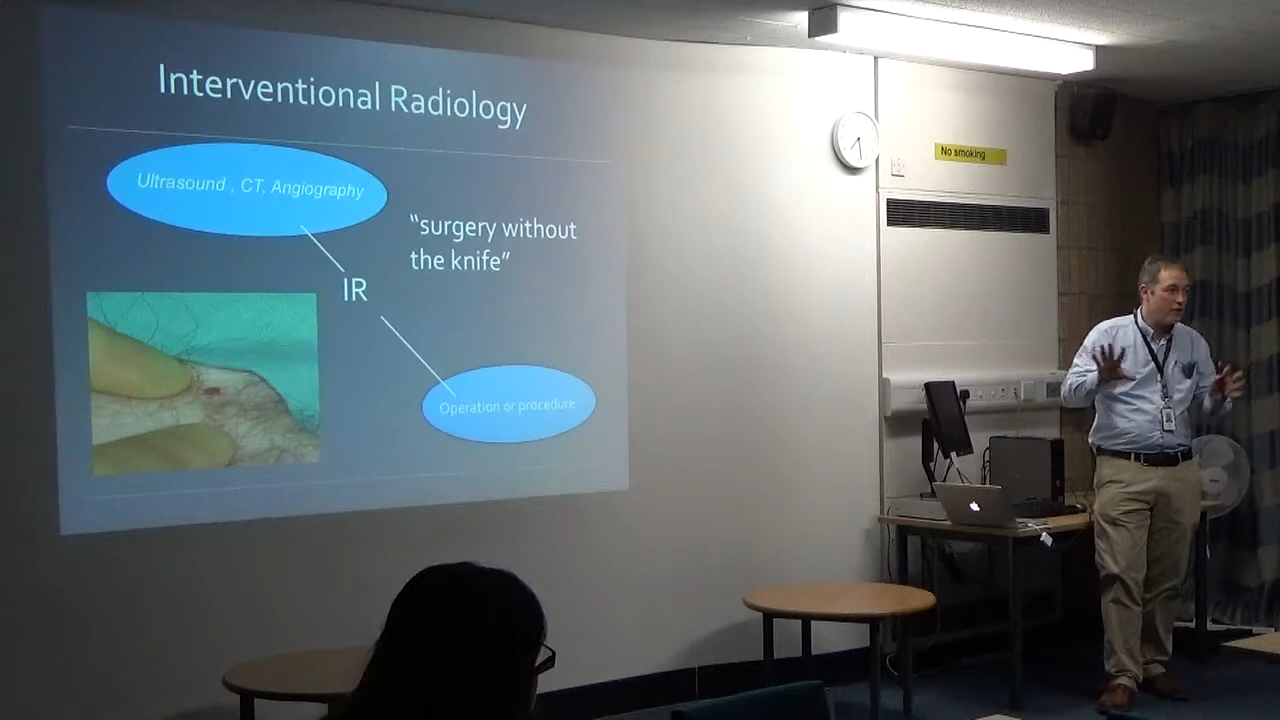 Interventional Radiology
Ultrasound , CT, Angiography
"surgery without
the knife"
IR
Operation or procedure
No smoking